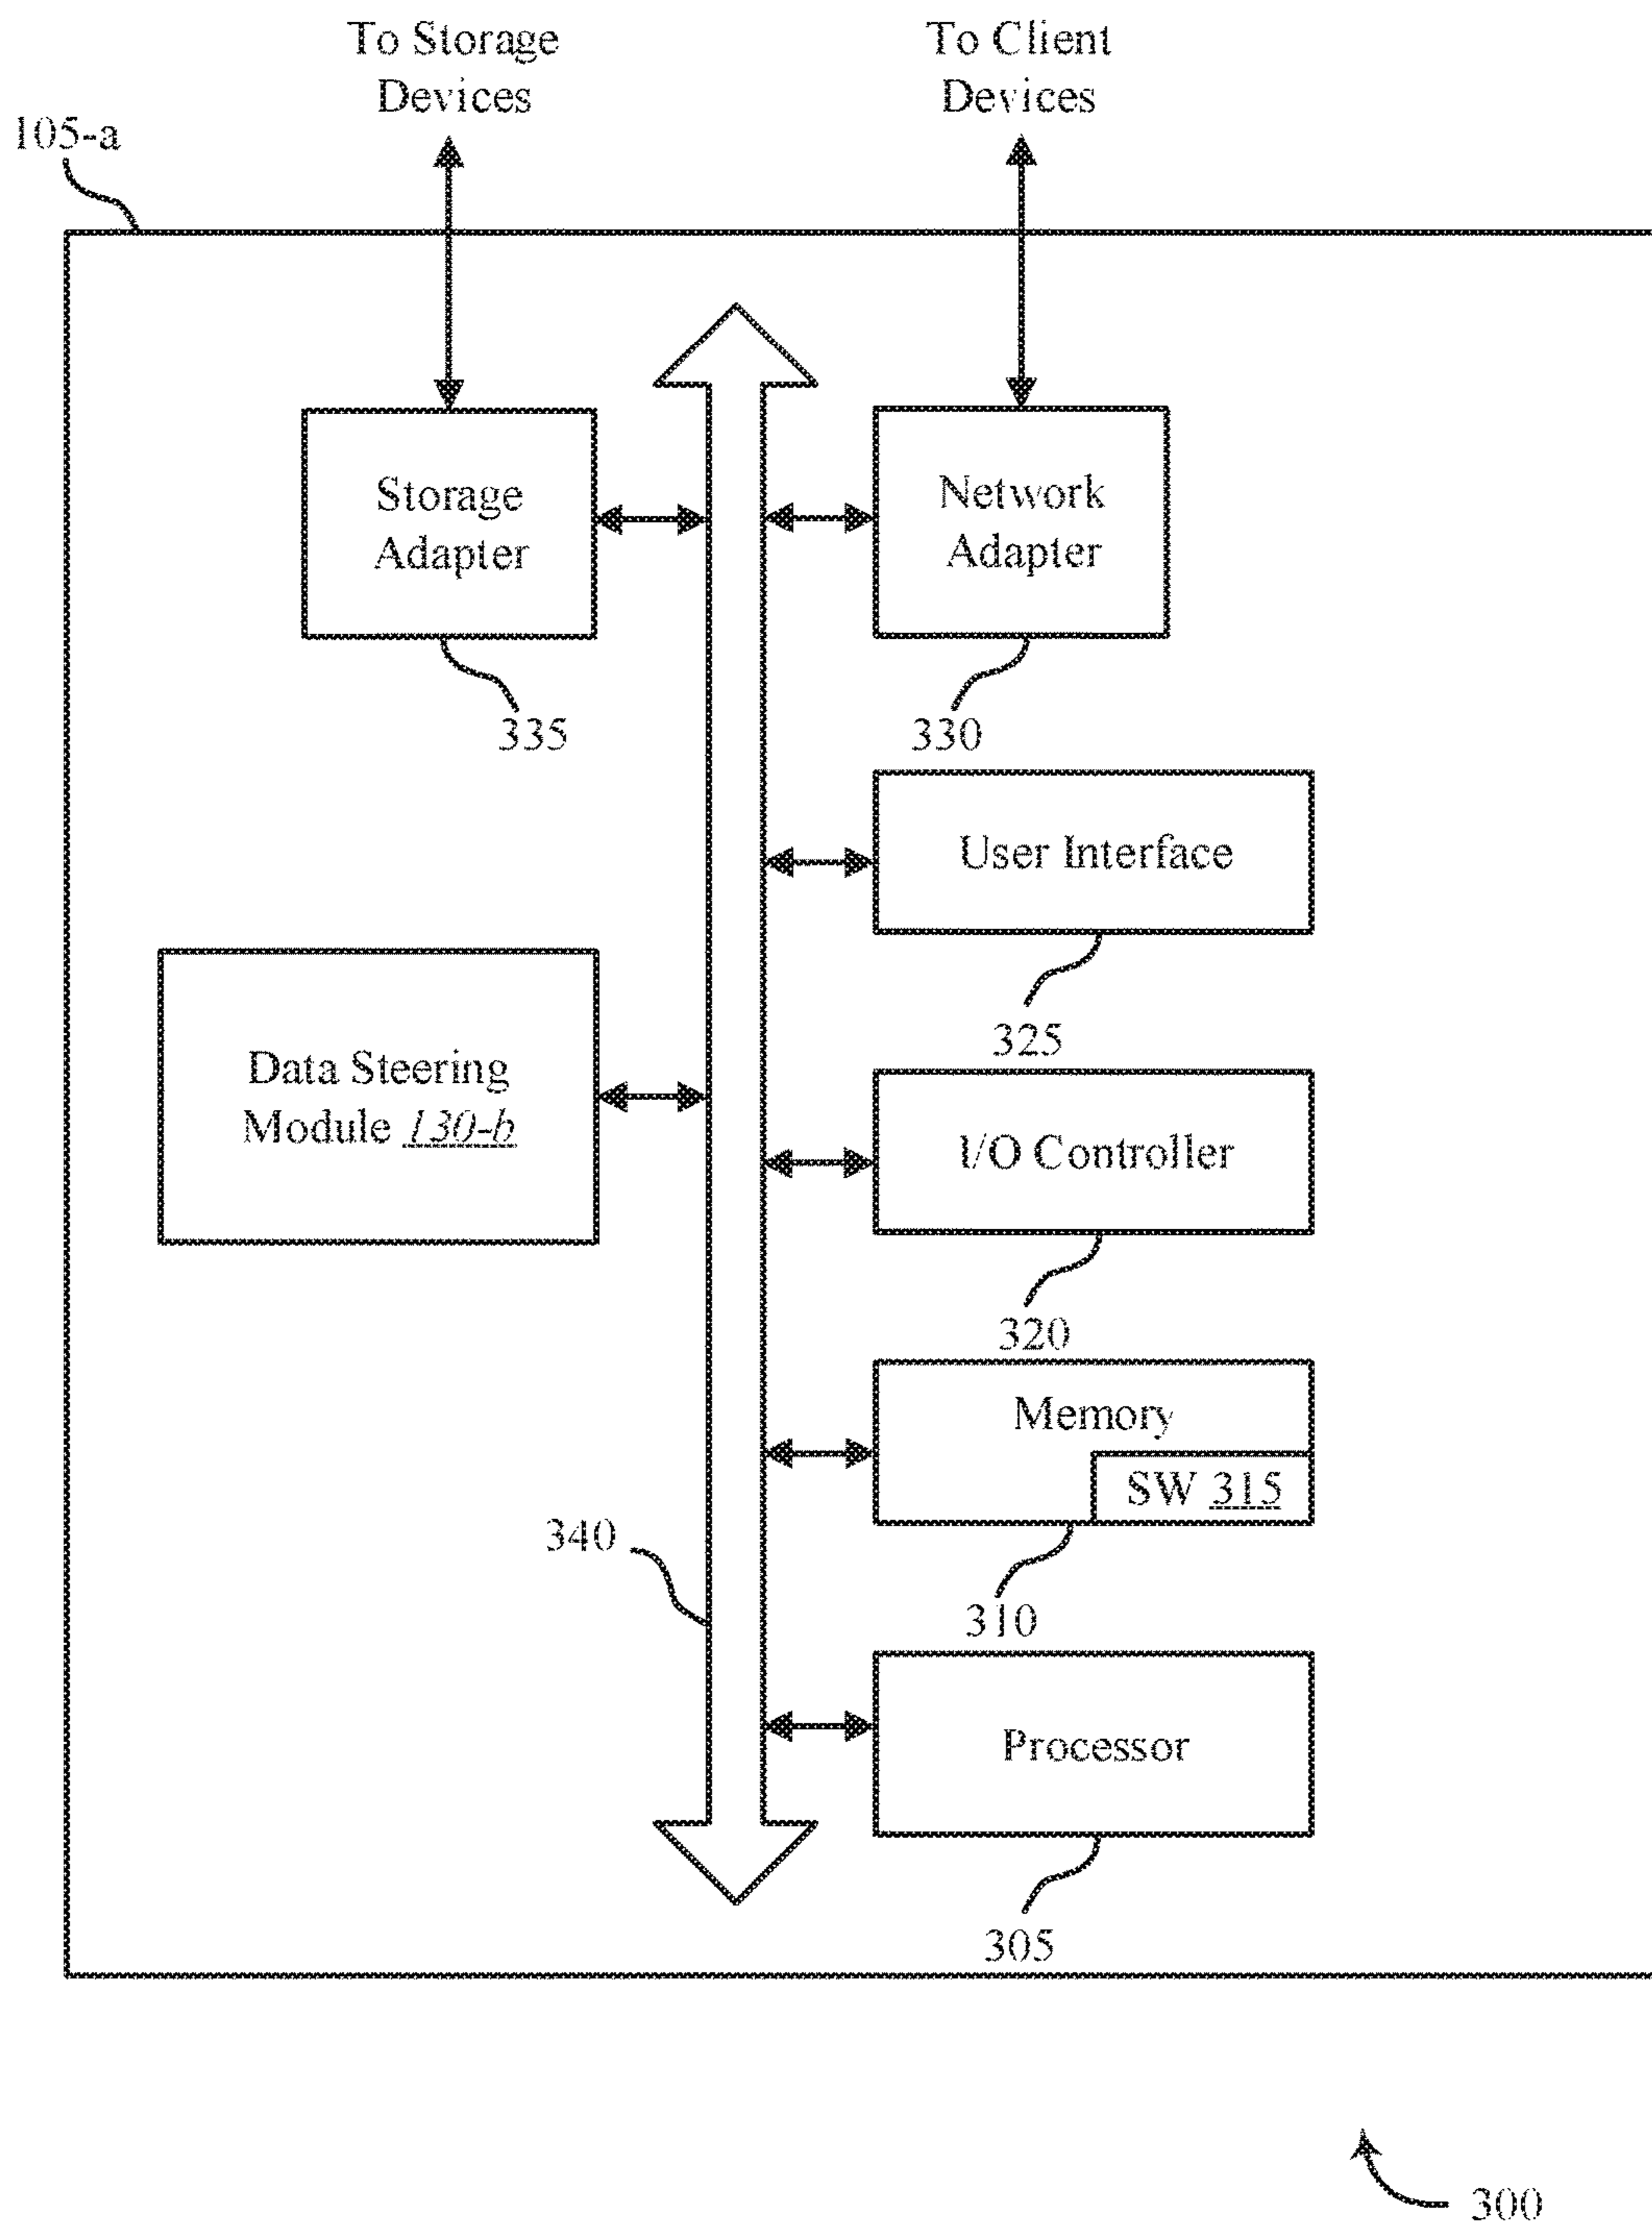 To Storage
Devices
To Client
Devices
105-a
Storage
Adapter
335
Network
Adapter
330
User Interface
325
Data Steering
Module 130-b
I/O Controller
320
Memory
SW 315
310
340
Processor
305
300